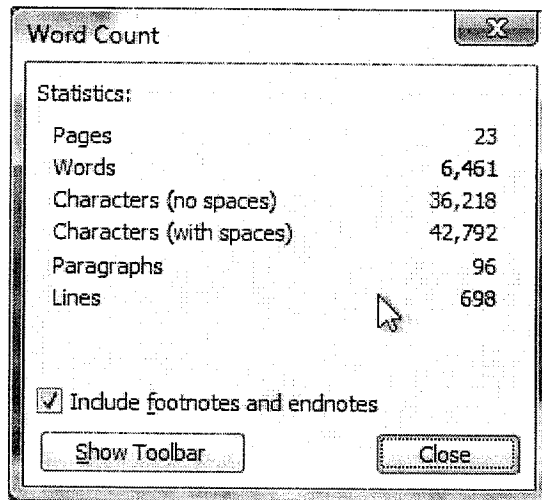 Word Count
Statistics:
Pages 23
Words 6,461
Characters (no spaces) 36,218
Characters (with spaces) 42,792
Paragraphs 96
Lines 698
Include footnotes and endnotes
Show Toolbar Close